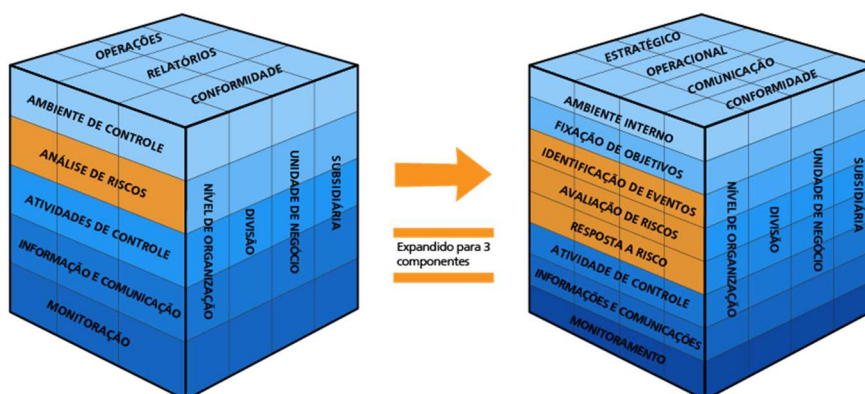 OPERAÇÕES
RELATÓRIOS
CONFORMIDADE
AMBIENTE DE CONTROLE
ANÁLISE DE RISCOS
ATIVIDADES DE CONTROLE
INFORMAÇÃO E COMUNICAÇÃO
MONITORAÇÃO
NÍVEL DE ORGANIZAÇÃO
DIVISÃO
UNIDADE DE NEGÓCIO
SUBSIDIÁRIA
Expandido para 3
componentes
ESTRATÉGICO
OPERACIONAL
COMUNICAÇÃO
CONFORMIDADE
AMBIENTE INTERNO
FIXAÇÃO DE OBJETIVOS
IDENTIFICAÇÃO DE EVENTOS
AVALIAÇÃO DE RISCOS
RESPOSTA A RISCO
ATIVIDADE DE CONTROLE
INFORMAÇÕES E COMUNICAÇÕES
MONITORAMENTO
NÍVEL DE ORGANIZAÇÃO
DIVISÃO
UNIDADE DE NEGÓCIO
SUBSIDIÁRIA